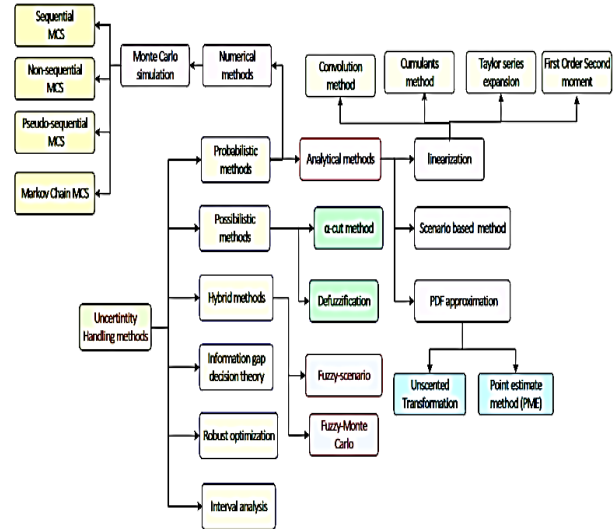 Sequential
MCS
Non-sequential
MCS
Pseudo-sequential
MCS
Markov Chain MCS
Monte Carlo
simulation
Numerical
methods
Convolution
method
Cumulants
method
Taylor series
expansion
First Order Second
moment
Probabilistic
methods
Analytical methods
linearization
Possibilistic
methods
α-cut method
Scenario based method
Defuzzification
Hybrid methods
PDF approximation
Uncertintity
Handling methods
Information gap
decision theory
Fuzzy-scenario
Unscented
Transformation
Point estimate
method (PME)
Robust optimization
Fuzzy-Monte
Carlo
Interval analysis